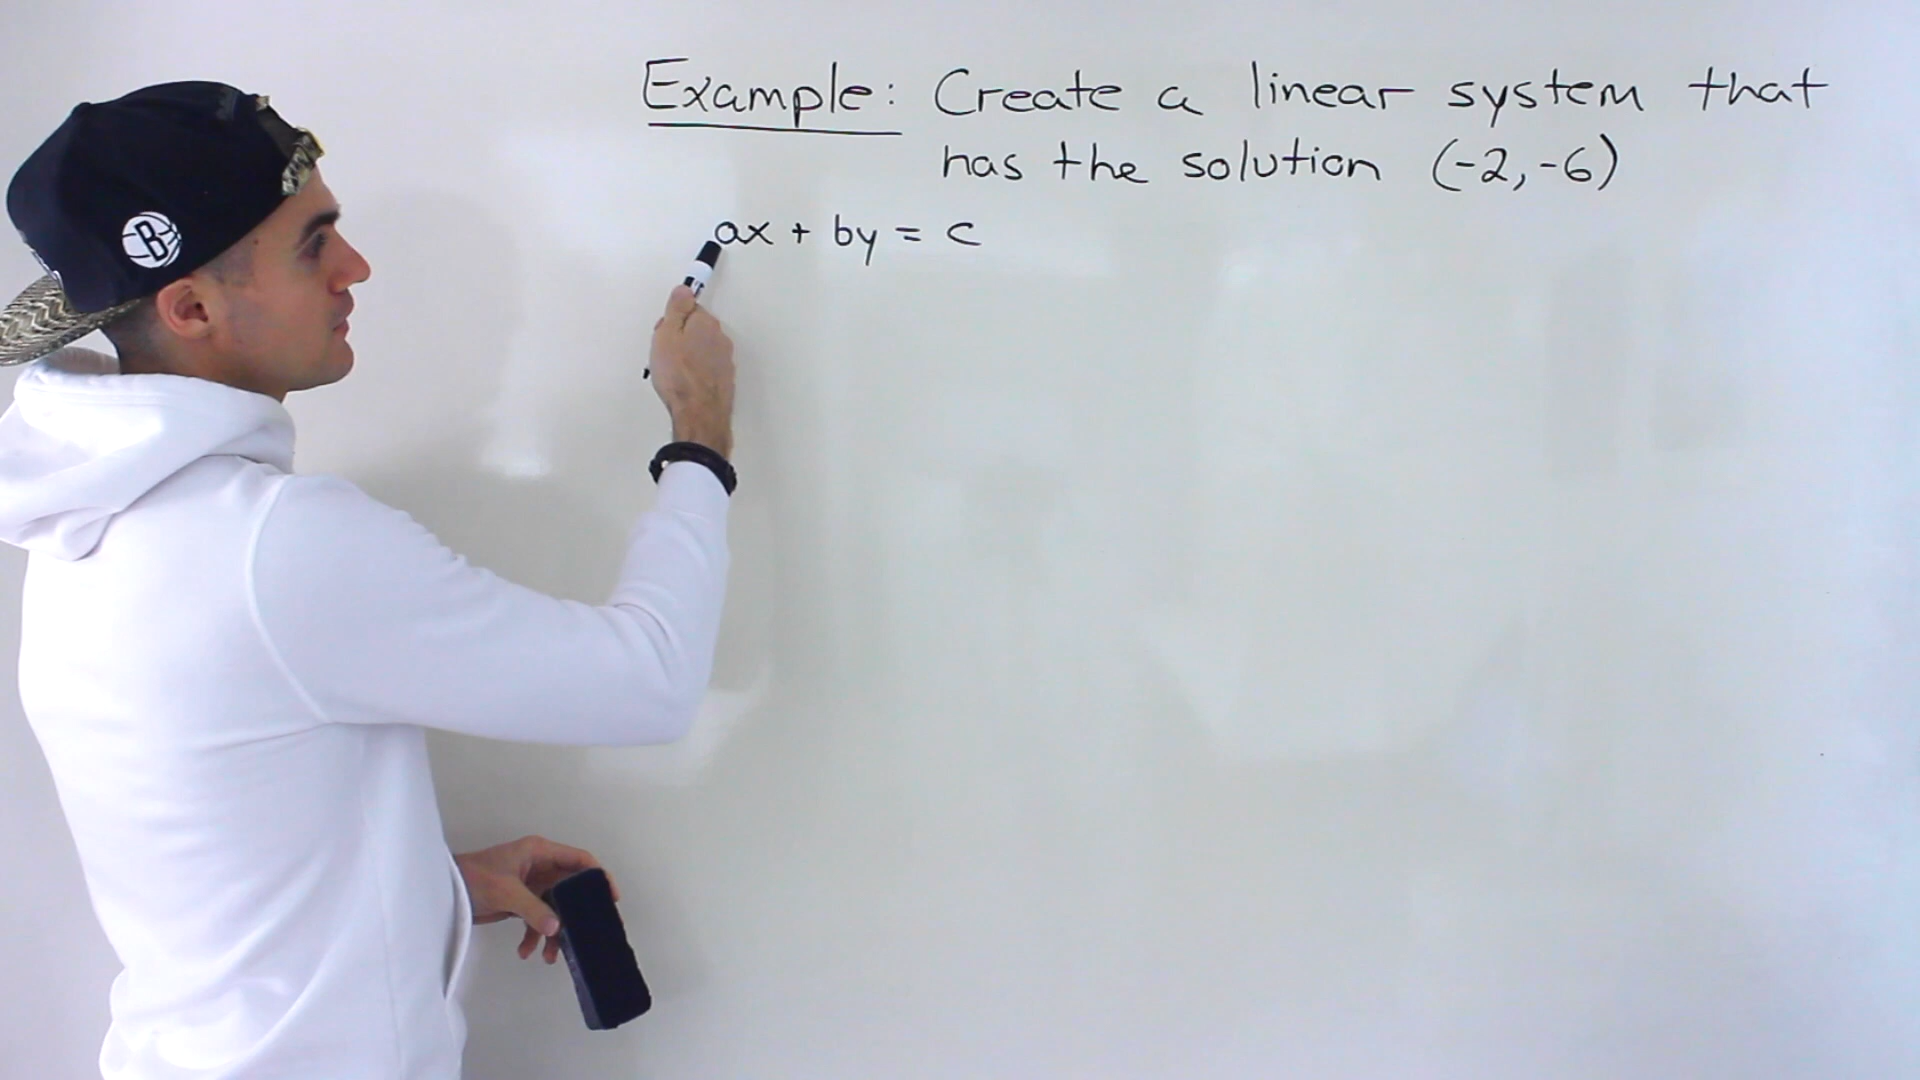 Example: Create a linear system that
has the solution (-2,-6)
ax + by = c
B